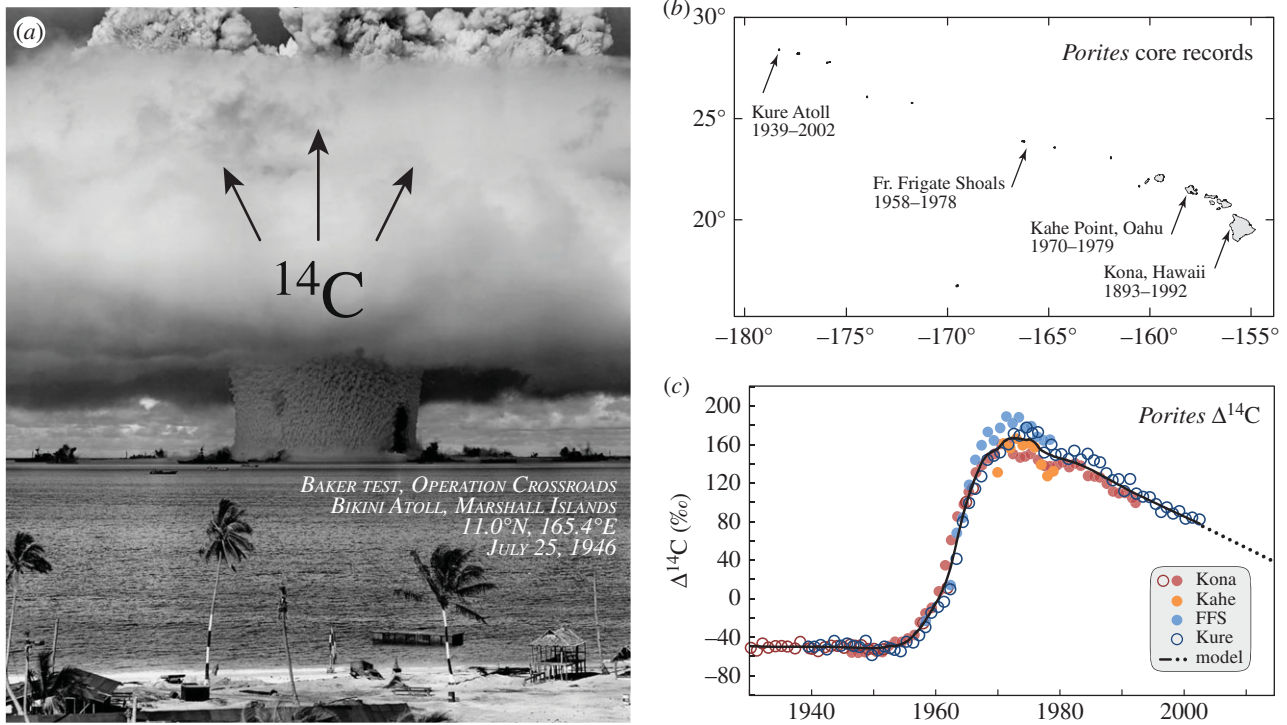 (a)
14C
BAKER TEST, OPERATION CROSSROADS
BIKINI ATOLL, MARSHALL ISLANDS
11.0°N, 165.4°E
JULY 25, 1946
(b)
30°
25°
20°
Porites core records
Kure Atoll
1939–2002
Fr. Frigate Shoals
1958–1978
Kahe Point, Oahu
1970–1979
Kona, Hawaii
1893–1992
−180° −175° −170° −165° −160° −155°
(c)
Porites Δ14C
Δ14C (‰)
200
160
120
80
40
0
−40
−80
Kona
Kahe
FFS
Kure
model
1940 1960 1980 2000